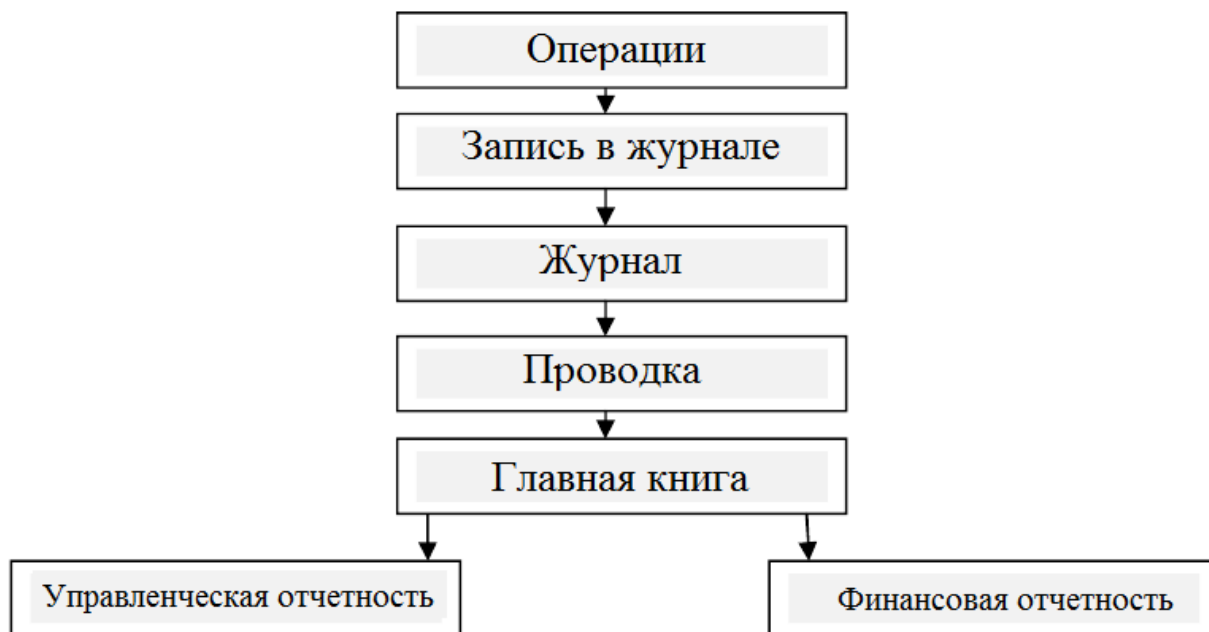 Операции
Запись в журнале
Журнал
Проводка
Главная книга
Управленческая отчетность
Финансовая отчетность